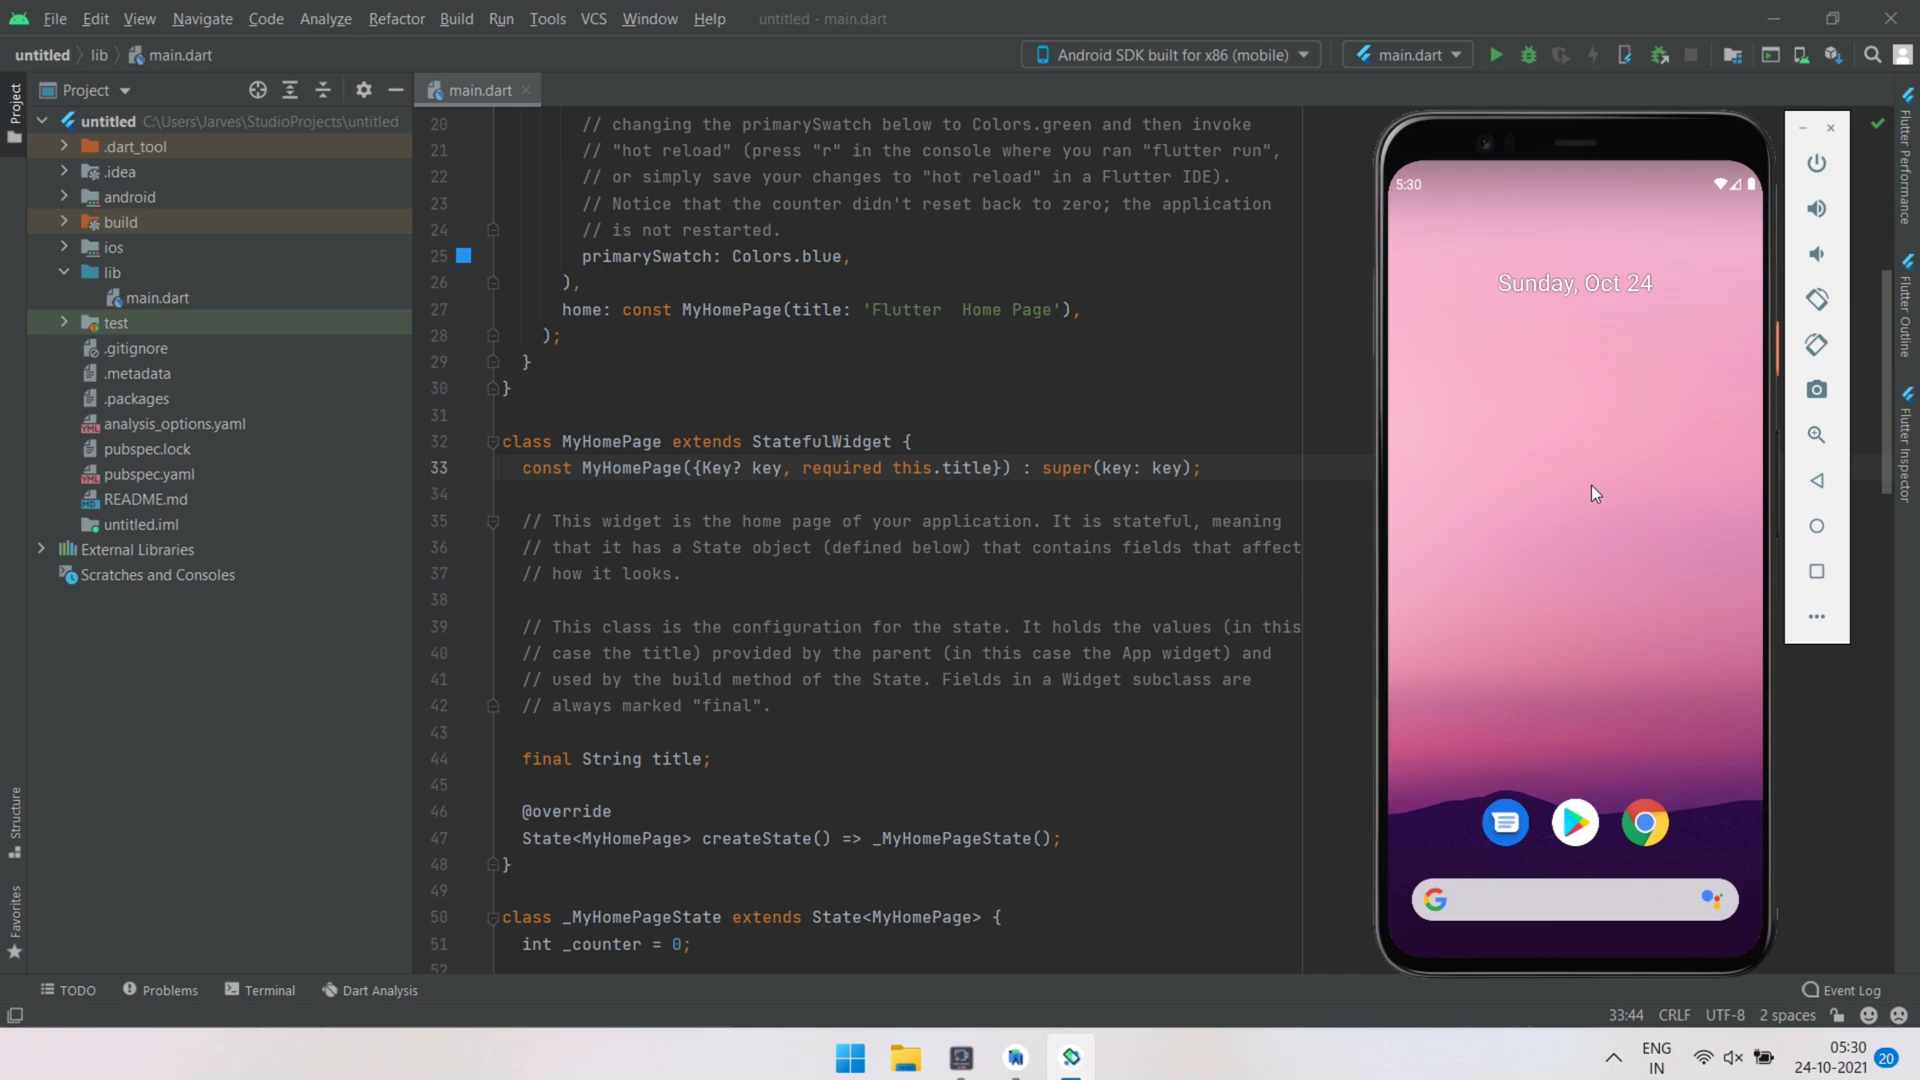 File Edit View Navigate Code Analyze Refactor Build Run Tools VCS Window Help untitled - main.dart
untitled lib main.dart Android SDK built for x86 (mobile) main.dart
Project main.dart
Project
untitled C:\Users\Jarves\StudioProjects\untitled
.dart_tool
.idea
android
build
ios
lib
main.dart
test
.gitignore
.metadata
.packages
analysis_options.yaml
pubspec.lock
pubspec.yaml
README.md
untitled.iml
External Libraries
Scratches and Consoles
Structure
Favorites
20 // changing the primarySwatch below to Colors.green and then invoke
21 // "hot reload" (press "r" in the console where you ran "flutter run",
22 // or simply save your changes to "hot reload" in a Flutter IDE).
23 // Notice that the counter didn't reset back to zero; the application
24 // is not restarted.
25 primarySwatch: Colors.blue,
26 ),
27 home: const MyHomePage(title: 'Flutter  Home Page'),
28 );
29 }
30 }
31
32 class MyHomePage extends StatefulWidget {
33 const MyHomePage({Key? key, required this.title}) : super(key: key);
34
35 // This widget is the home page of your application. It is stateful, meaning
36 // that it has a State object (defined below) that contains fields that affect
37 // how it looks.
38
39 // This class is the configuration for the state. It holds the values (in this
40 // case the title) provided by the parent (in this case the App widget) and
41 // used by the build method of the State. Fields in a Widget subclass are
42 // always marked "final".
43
44 final String title;
45
46 @override
47 State<MyHomePage> createState() => _MyHomePageState();
48 }
49
50 class _MyHomePageState extends State<MyHomePage> {
51 int _counter = 0;
52
5:30
Sunday, Oct 24
G
Flutter Performance
Flutter Outline
Flutter Inspector
TODO Problems Terminal Dart Analysis Event Log
33:44 CRLF UTF-8 2 spaces
ENG
IN
05:30
24-10-2021
20